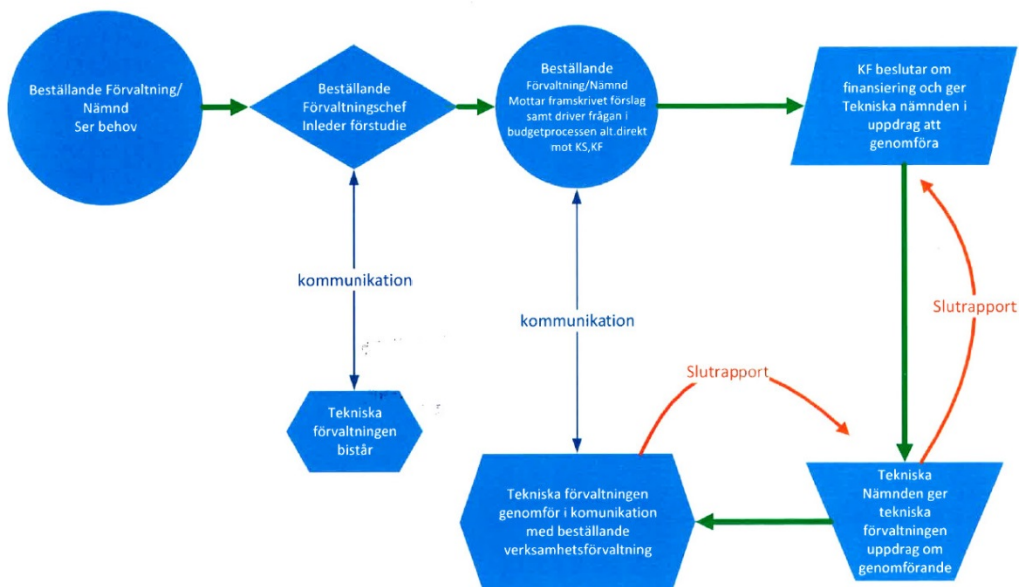 Beställande Förvaltning/
Nämnd
Ser behov
Beställande
Förvaltningschef
Inleder förstudie
Beställande
Förvaltning/Nämnd
Mottar framskrivet förslag
samt driver frågan i
budgetprocessen alt.direkt
mot KS,KF
KF beslutar om
finansiering och ger
Tekniska nämnden i
uppdrag att
genomföra
kommunikation
kommunikation
Slutrapport
Slutrapport
Tekniska
förvaltningen
bistår
Tekniska förvaltningen
genomför i komunikation
med beställande
verksamhetsförvaltning
Tekniska
Nämnden ger
tekniska
förvaltningen
uppdrag om
genomförande